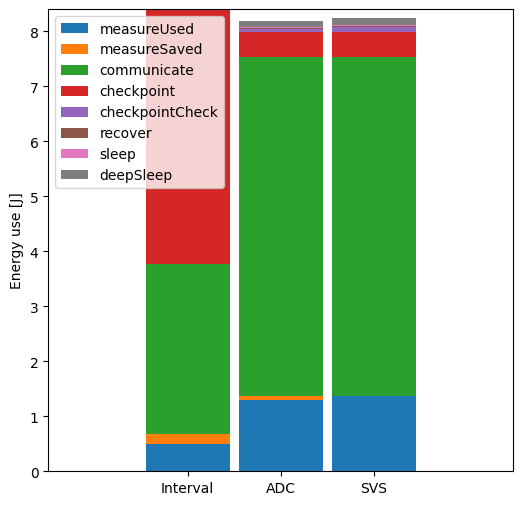 measureUsed
measureSaved
communicate
checkpoint
checkpointCheck
recover
sleep
deepSleep
Energy use [J]
8
7
6
5
4
3
2
1
0
Interval ADC SVS